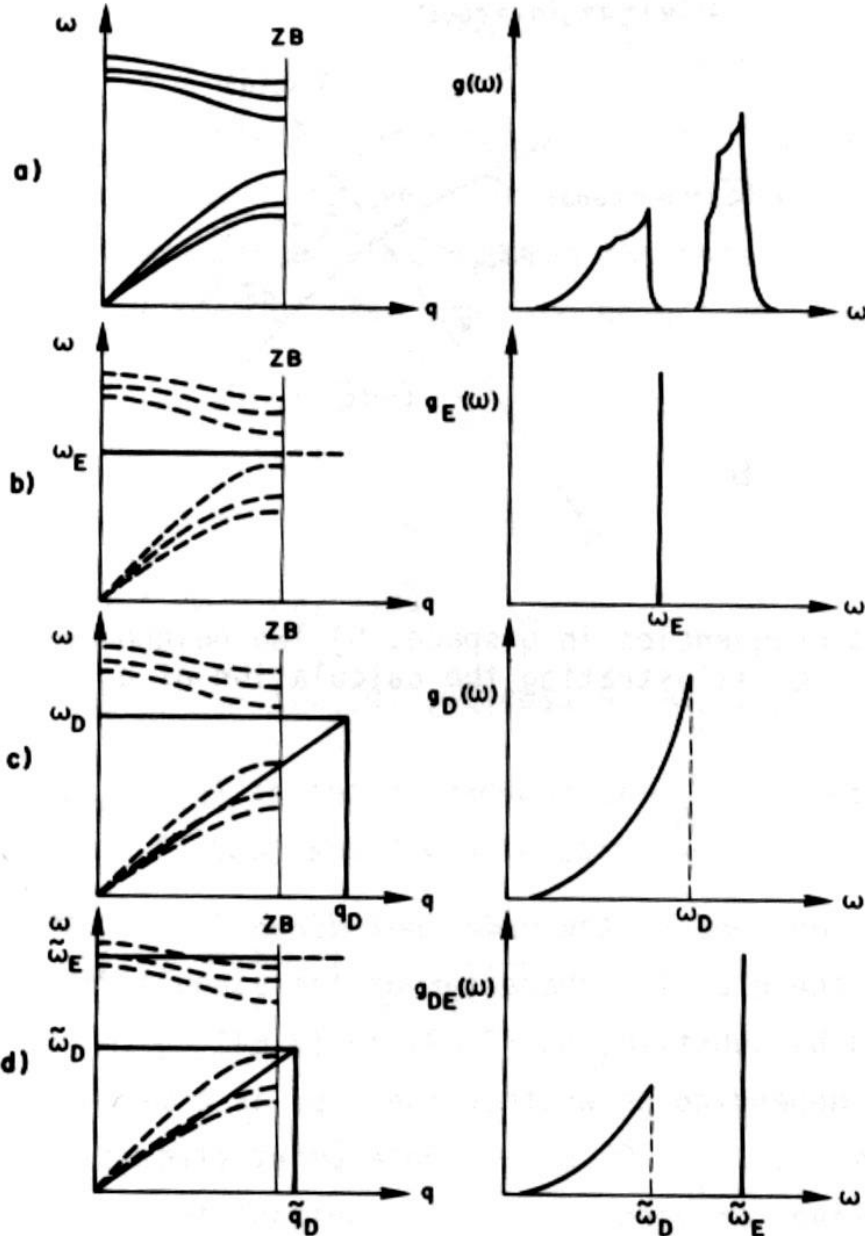 ω
ZB
g(ω)
a)
q
ω
ω
ZB
g_E(ω)
ω_E
b)
q
ω_E
ω
ω
ZB
g_D(ω)
ω_D
c)
q_D
q
ω_D
ω
ω
ZB
ω̃_E
g_DE(ω)
ω̃_D
d)
q̃_D
q
ω̃_D
ω̃_E
ω